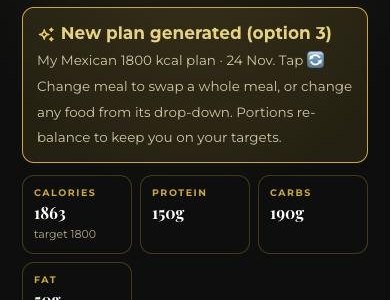 New plan generated (option 3)
My Mexican 1800 kcal plan · 24 Nov. Tap 🔄
Change meal to swap a whole meal, or change
any food from its drop-down. Portions re-
balance to keep you on your targets.
CALORIES
1863
target 1800
PROTEIN
150g
CARBS
190g
FAT